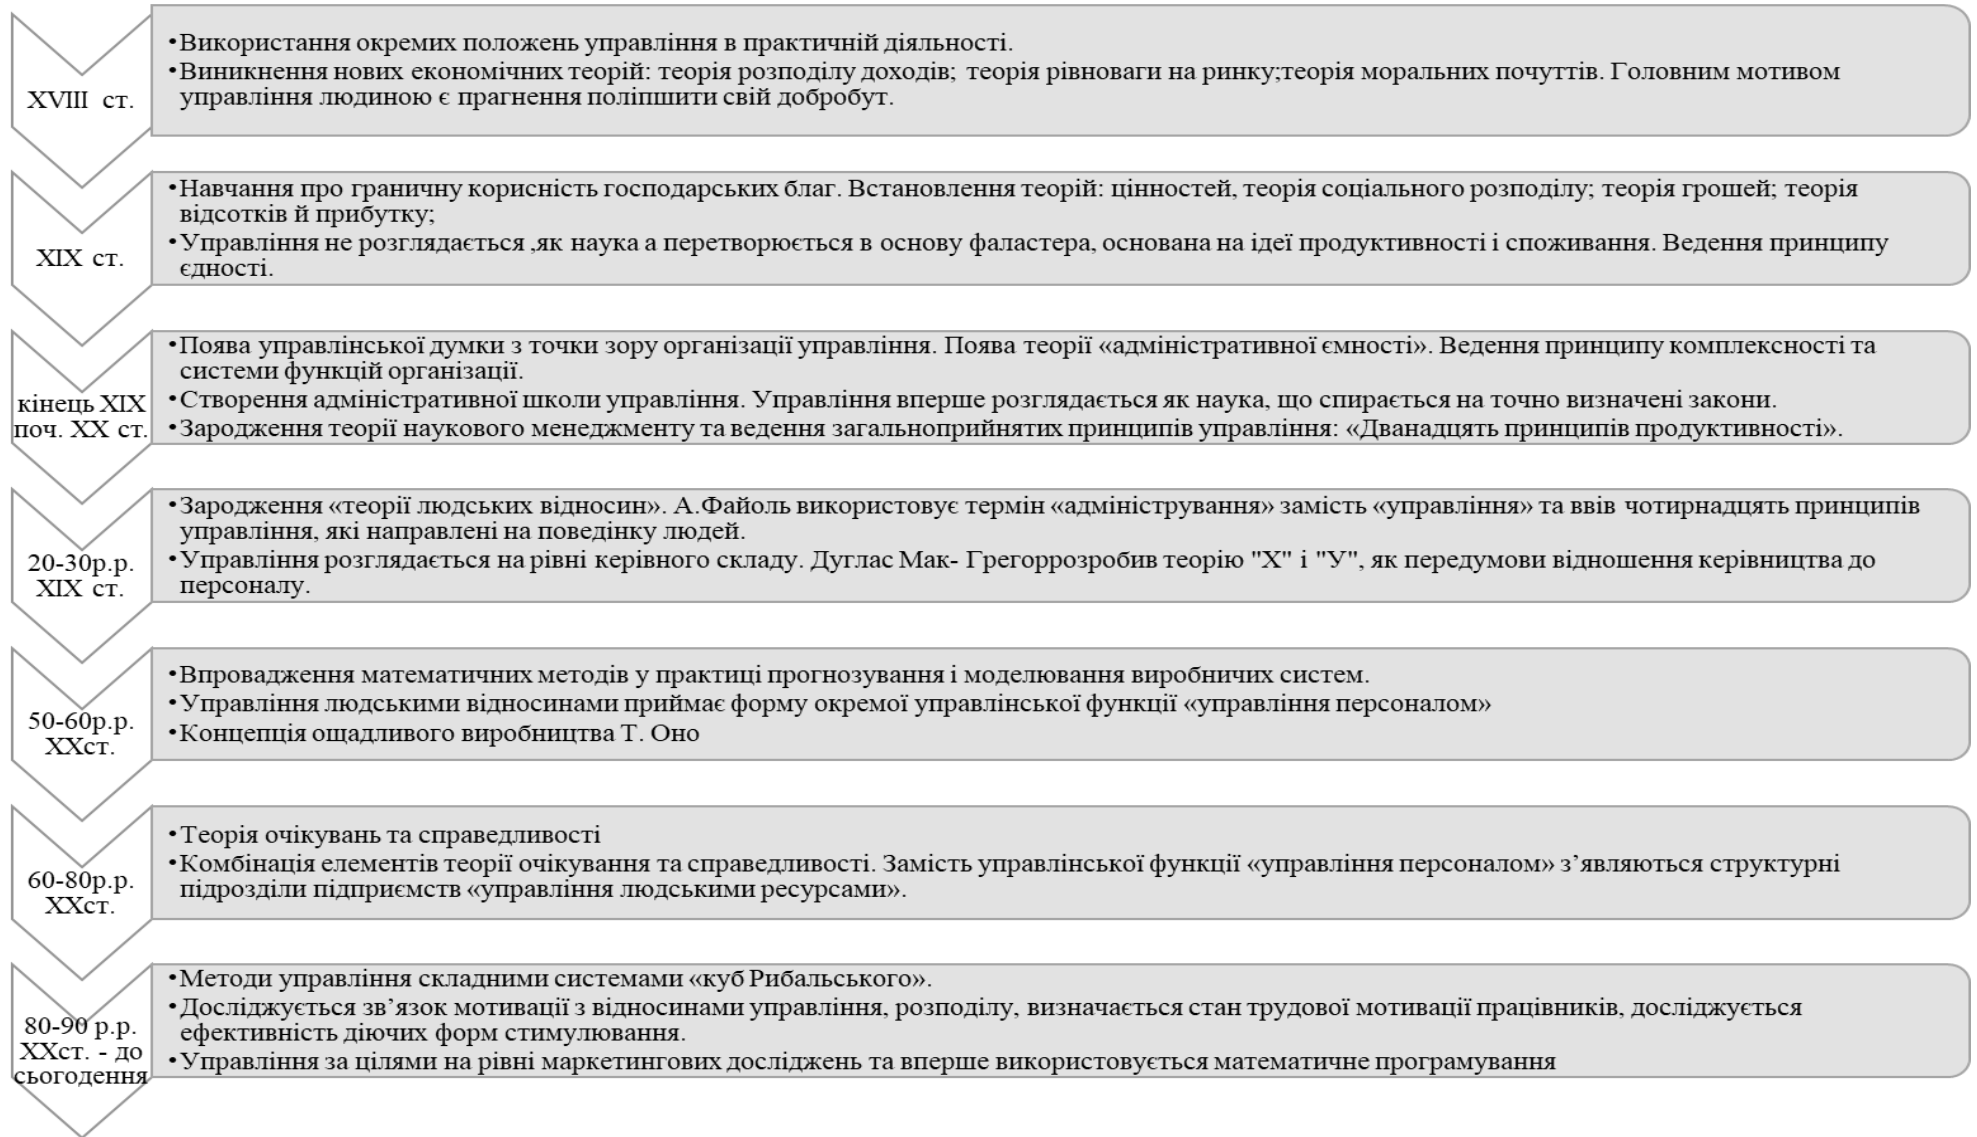 XVIII ст.
•Використання окремих положень управління в практичній діяльності.
•Виникнення нових економічних теорій: теорія розподілу доходів; теорія рівноваги на ринку;теорія моральних почуттів. Головним мотивом
управління людиною є прагнення поліпшити свій добробут.
XIX ст.
•Навчання про граничну корисність господарських благ. Встановлення теорій: цінностей, теорія соціального розподілу; теорія грошей; теорія
відсотків й прибутку;
•Управління не розглядається ,як наука а перетворюється в основу фаластера, основана на ідеї продуктивності і споживання. Ведення принципу
єдності.
кінець XIX
поч. XX ст.
•Поява управлінської думки з точки зору організації управління. Поява теорії «адміністративної ємності». Ведення принципу комплексності та
системи функцій організації.
•Створення адміністративної школи управління. Управління вперше розглядається як наука, що спирається на точно визначені закони.
•Зародження теорії наукового менеджменту та ведення загальноприйнятих принципів управління: «Дванадцять принципів продуктивності».
20-30р.р.
XIX ст.
•Зародження «теорії людських відносин». А.Файоль використовує термін «адміністрування» замість «управління» та ввів чотирнадцять принципів
управління, які направлені на поведінку людей.
•Управління розглядається на рівні керівного складу. Дуглас Мак- Грегоррозробив теорію "X" і "У", як передумови відношення керівництва до
персоналу.
50-60р.р.
XXст.
•Впровадження математичних методів у практиці прогнозування і моделювання виробничих систем.
•Управління людськими відносинами приймає форму окремої управлінської функції «управління персоналом»
•Концепція ощадливого виробництва Т. Оно
60-80р.р.
XXст.
•Теорія очікувань та справедливості
•Комбінація елементів теорії очікування та справедливості. Замість управлінської функції «управління персоналом» з’являються структурні
підрозділи підприємств «управління людськими ресурсами».
80-90 р.р.
XXст. - до
сьогодення
•Методи управління складними системами «куб Рибальського».
•Досліджується зв’язок мотивації з відносинами управління, розподілу, визначається стан трудової мотивації працівників, досліджується
ефективність діючих форм стимулювання.
•Управління за цілями на рівні маркетингових досліджень та вперше використовується математичне програмування